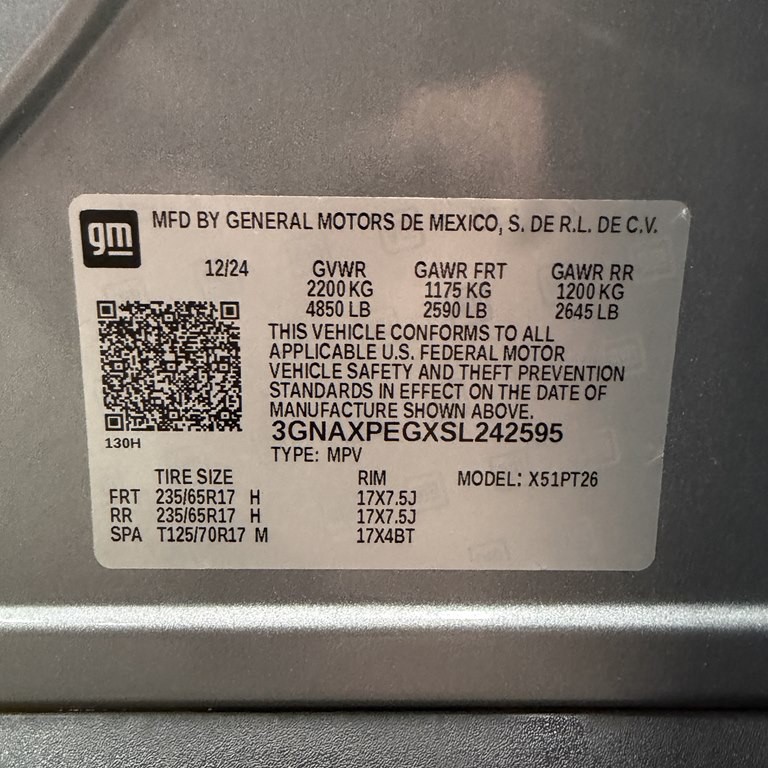 gm
MFD BY GENERAL MOTORS DE MEXICO, S. DE R.L. DE C.V.
12/24 GVWR GAWR FRT GAWR RR
2200 KG 1175 KG 1200 KG
4850 LB 2590 LB 2645 LB
THIS VEHICLE CONFORMS TO ALL
APPLICABLE U.S. FEDERAL MOTOR
VEHICLE SAFETY AND THEFT PREVENTION
STANDARDS IN EFFECT ON THE DATE OF
MANUFACTURE SHOWN ABOVE.
130H
3GNAXPEGXSL242595
TYPE: MPV
TIRE SIZE RIM MODEL: X51PT26
FRT 235/65R17 H 17X7.5J
RR 235/65R17 H 17X7.5J
SPA T125/70R17 M 17X4BT